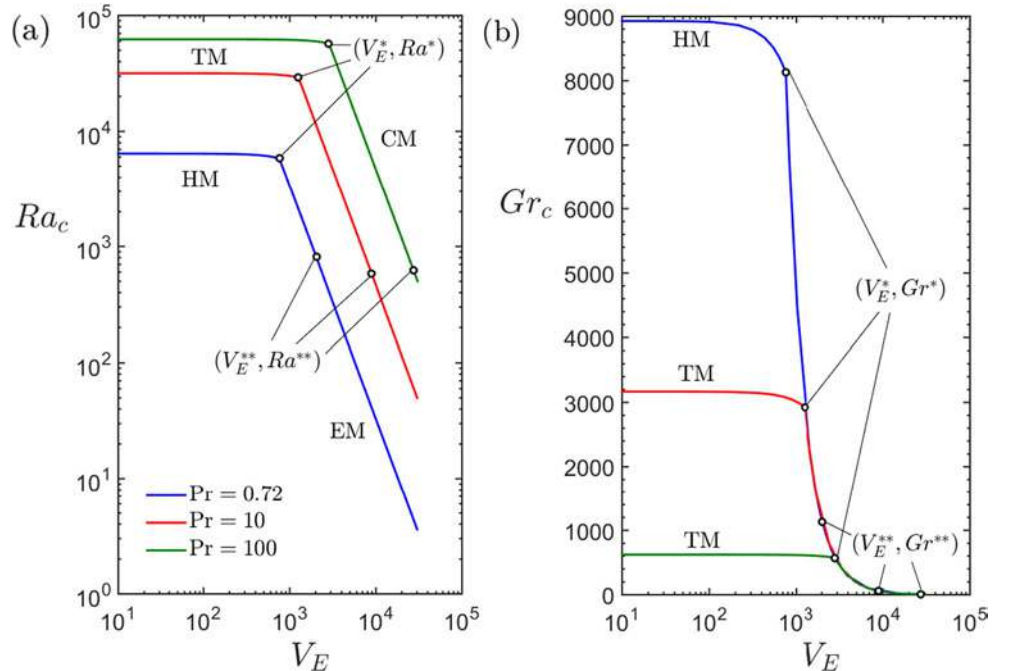 (a)
10^5
10^4
10^3
10^2
10^1
10^0
Ra_c
10^1
10^2
10^3
10^4
10^5
V_E
TM
HM
CM
EM
(V_E^*, Ra^*)
(V_E^{**}, Ra^{**})
Pr = 0.72
Pr = 10
Pr = 100
(b)
9000
8000
7000
6000
5000
4000
3000
2000
1000
0
Gr_c
10^1
10^2
10^3
10^4
10^5
V_E
HM
TM
TM
(V_E^*, Gr^*)
(V_E^{**}, Gr^{**})